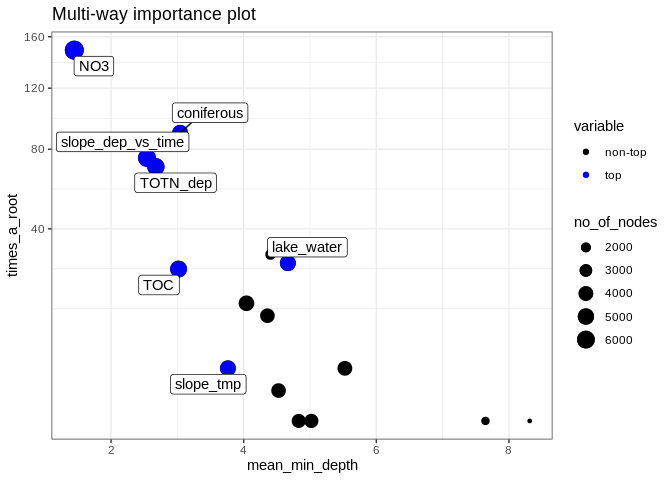 Multi-way importance plot
160
120
80
40
times_a_root
NO3
coniferous
slope_dep_vs_time
TOTN_dep
lake_water
TOC
slope_tmp
2
4
6
8
mean_min_depth
variable
non-top
top
no_of_nodes
2000
3000
4000
5000
6000